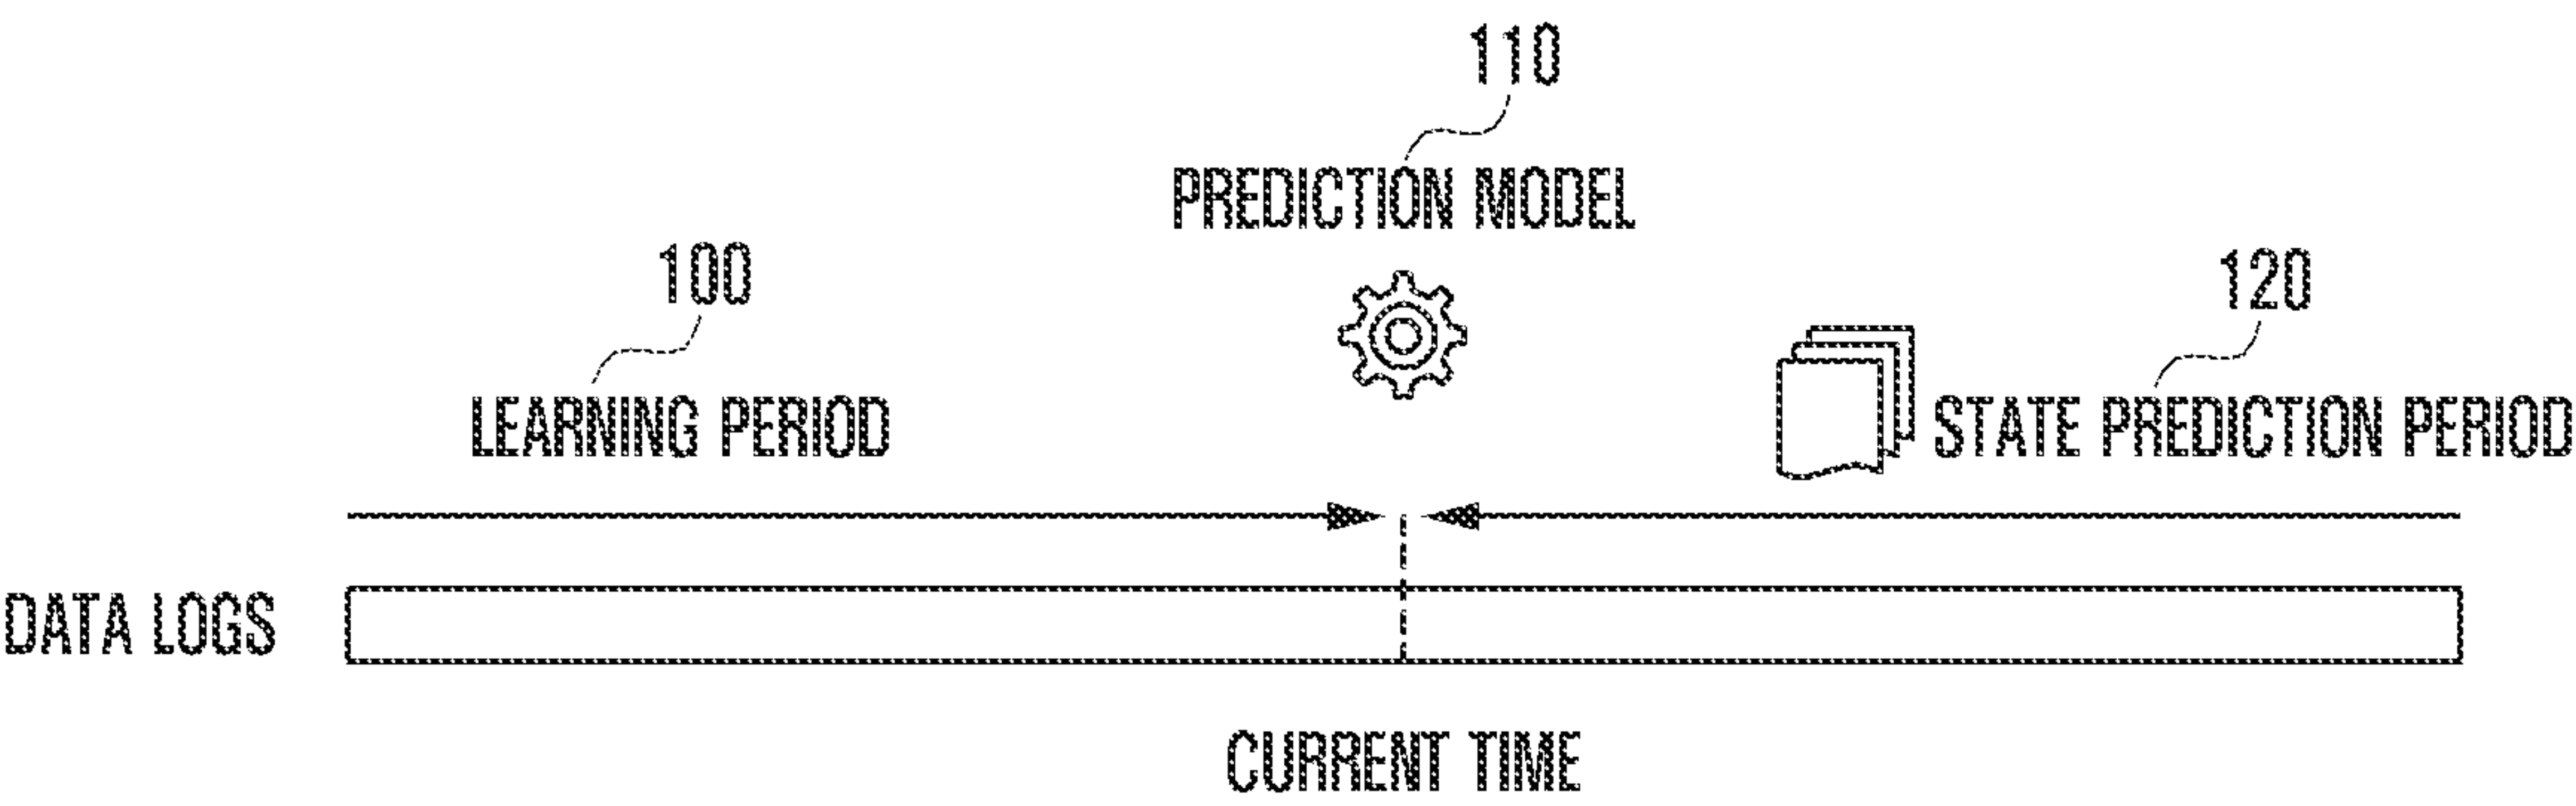 110
PREDICTION MODEL
100
120
LEARNING PERIOD
STATE PREDICTION PERIOD
DATA LOGS
CURRENT TIME